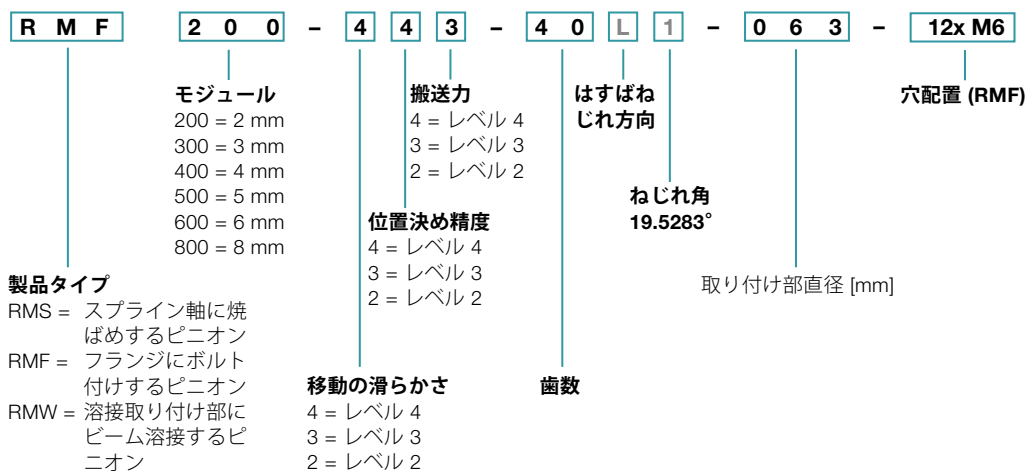 R M F 2 0 0 – 4 4 3 – 4 0 L 1 – 0 6 3 – 12x M6
モジュール
200 = 2 mm
300 = 3 mm
400 = 4 mm
500 = 5 mm
600 = 6 mm
800 = 8 mm
搬送力
4 = レベル 4
3 = レベル 3
2 = レベル 2
はすばね
じれ方向
穴配置 (RMF)
ねじれ角
19.5283°
位置決め精度
4 = レベル 4
3 = レベル 3
2 = レベル 2
取り付け部直径 [mm]
製品タイプ
RMS = スプライン軸に焼
ばめするピニオン
RMF = フランジにボルト
付けするピニオン
RMW = 溶接取り付け部に
ビーム溶接するピ
ニオン
移動の滑らかさ
4 = レベル 4
3 = レベル 3
2 = レベル 2
歯数